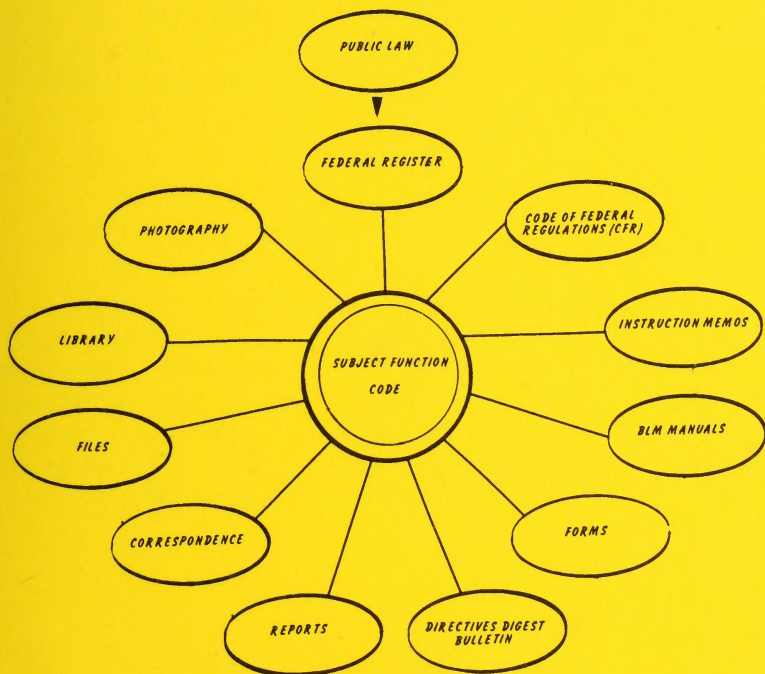 PUBLIC LAW
FEDERAL REGISTER
PHOTOGRAPHY
CODE OF FEDERAL
REGULATIONS (CFR)
LIBRARY
INSTRUCTION MEMOS
SUBJECT FUNCTION
CODE
FILES
BLM MANUALS
CORRESPONDENCE
FORMS
REPORTS
DIRECTIVES DIGEST
BULLETIN